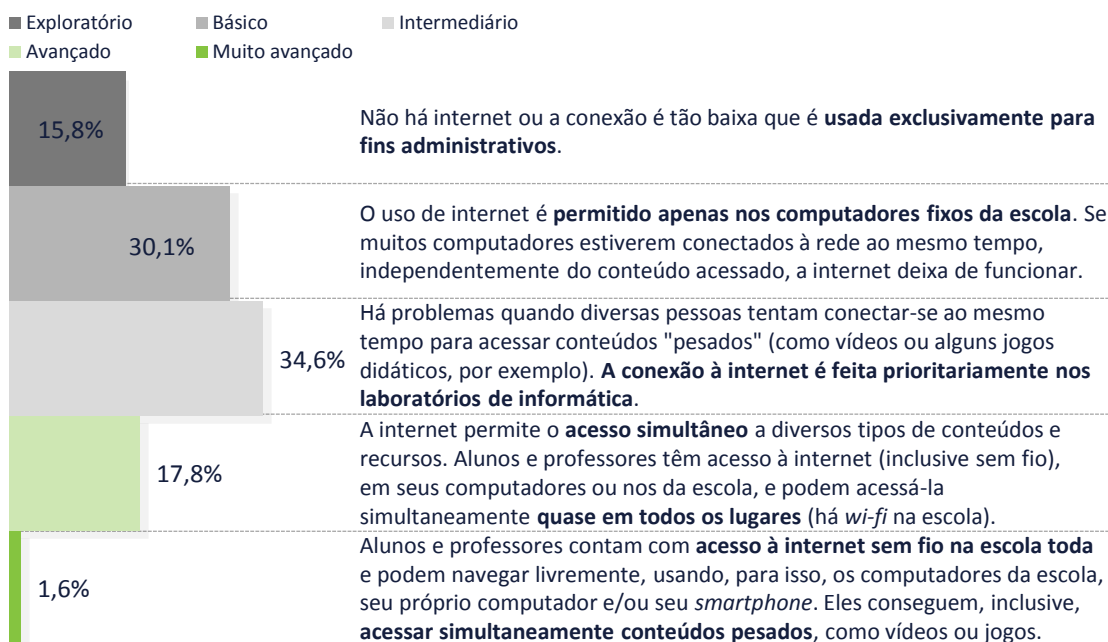 Exploratório Básico Intermediário
Avançado Muito avançado
15,8%
Não há internet ou a conexão é tão baixa que é usada exclusivamente para
fins administrativos.
30,1%
O uso de internet é permitido apenas nos computadores fixos da escola. Se
muitos computadores estiverem conectados à rede ao mesmo tempo,
independentemente do conteúdo acessado, a internet deixa de funcionar.
34,6%
Há problemas quando diversas pessoas tentam conectar-se ao mesmo
tempo para acessar conteúdos "pesados" (como vídeos ou alguns jogos
didáticos, por exemplo). A conexão à internet é feita prioritariamente nos
laboratórios de informática.
17,8%
A internet permite o acesso simultâneo a diversos tipos de conteúdos e
recursos. Alunos e professores têm acesso à internet (inclusive sem fio),
em seus computadores ou nos da escola, e podem acessá-la
simultaneamente quase em todos os lugares (há wi-fi na escola).
1,6%
Alunos e professores contam com acesso à internet sem fio na escola toda
e podem navegar livremente, usando, para isso, os computadores da escola,
seu próprio computador e/ou seu smartphone. Eles conseguem, inclusive,
acessar simultaneamente conteúdos pesados, como vídeos ou jogos.